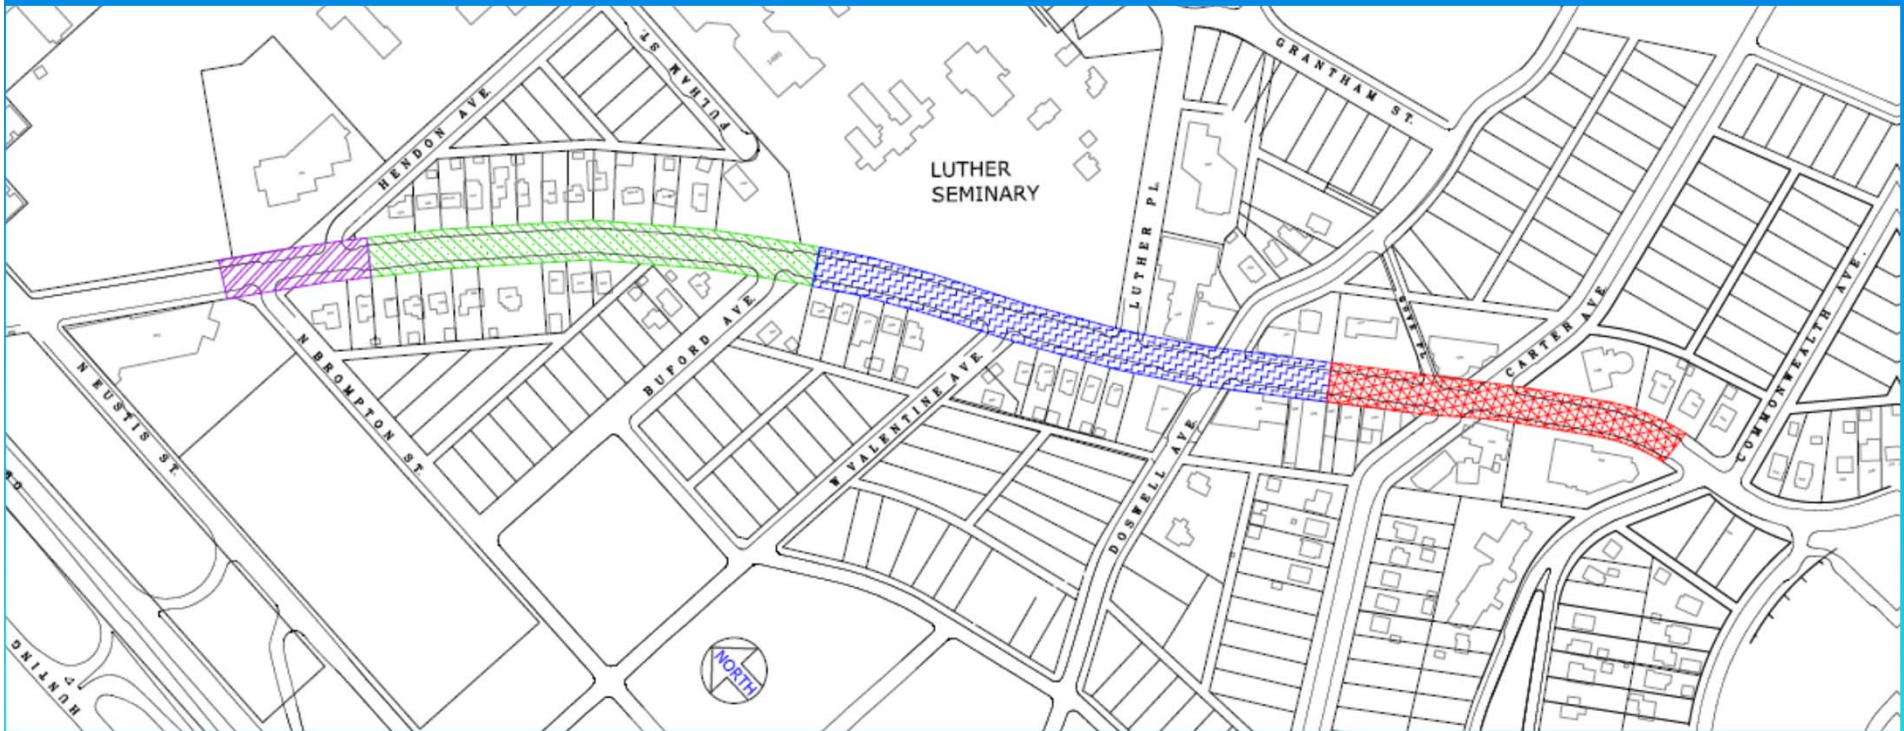 FULHAM ST.
HENDON AVE.
GRANTHAM ST.
LUTHER
SEMINARY
LUTHER PL
N EUSTIS ST.
N BROMPTON ST.
BUFORD AVE.
W VALENTINE AVE.
DOSWELL AVE
CARTER AVE.
COMMONWEALTH AVE.
HUNTING
NORTH